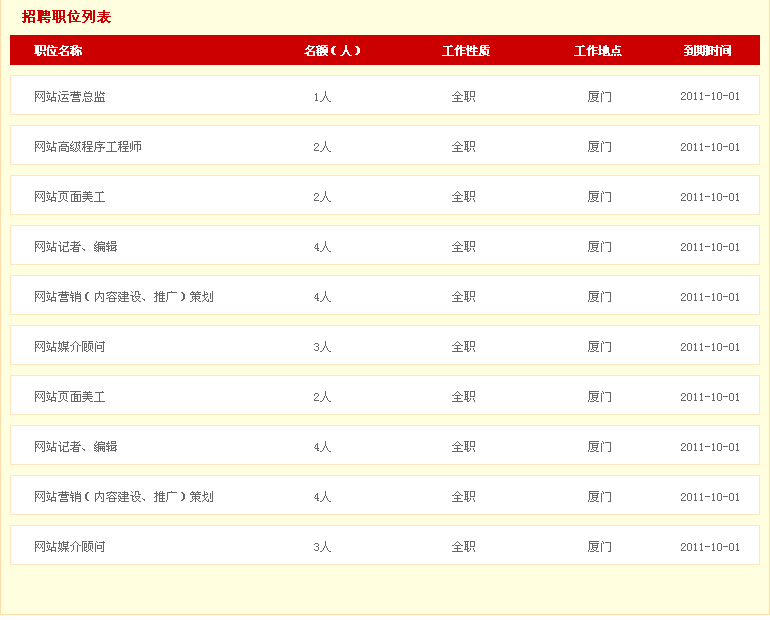 招聘职位列表
职位名称 名额（人） 工作性质 工作地点 到期时间
网站运营总监 1人 全职 厦门 2011-10-01
网站高级程序工程师 2人 全职 厦门 2011-10-01
网站页面美工 2人 全职 厦门 2011-10-01
网站记者、编辑 4人 全职 厦门 2011-10-01
网站营销（内容建设、推广）策划 4人 全职 厦门 2011-10-01
网站媒介顾问 3人 全职 厦门 2011-10-01
网站页面美工 2人 全职 厦门 2011-10-01
网站记者、编辑 4人 全职 厦门 2011-10-01
网站营销（内容建设、推广）策划 4人 全职 厦门 2011-10-01
网站媒介顾问 3人 全职 厦门 2011-10-01